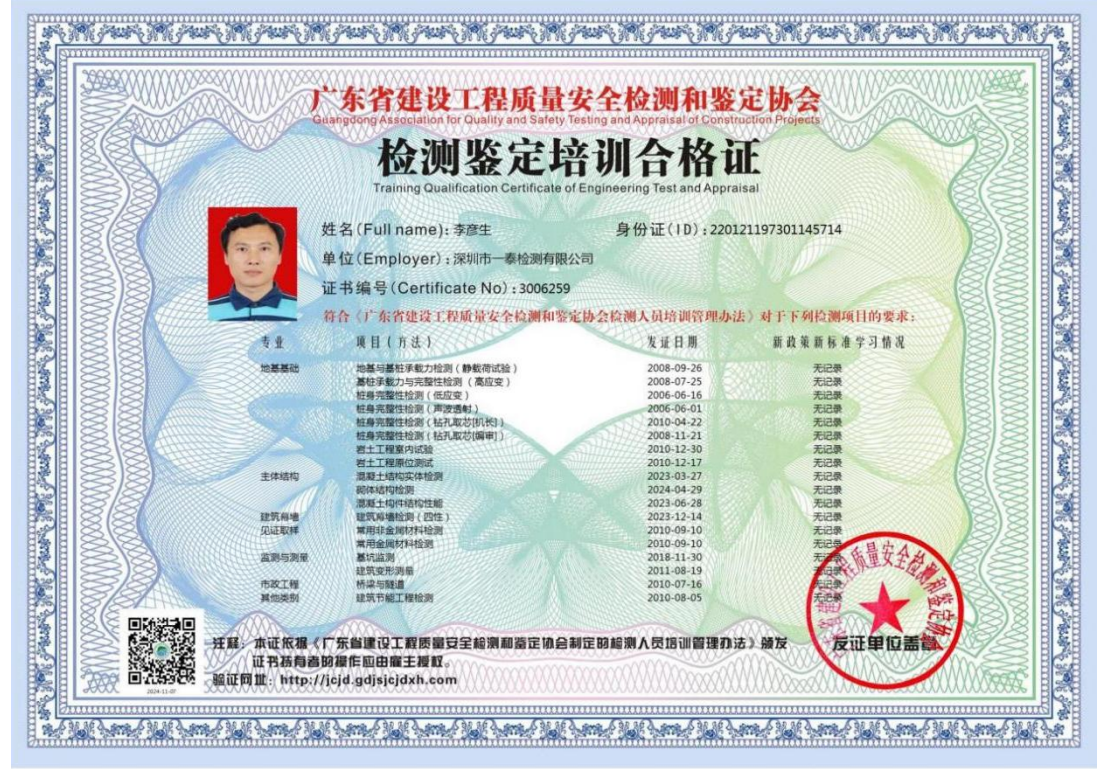 广东省建设工程质量安全检测和鉴定协会
Guangdong Association for Quality and Safety Testing and Appraisal of Construction Projects
检测鉴定培训合格证
Training Qualification Certificate of Engineering Test and Appraisal
姓名(Full name):李彦生 身份证(ID):220121197301145714
单位(Employer):深圳市一泰检测有限公司
证书编号(Certificate No):3006259
符合《广东省建设工程质量安全检测和鉴定协会检测人员培训管理办法》对于下列检测项目的要求:
专业 项目(方法) 发证日期 新政策新标准学习情况
地基基础 地基与基桩承载力检测(静载荷试验) 2008-09-26 无记录
基桩承载力与完整性检测(高应变) 2008-07-25 无记录
桩身完整性检测(低应变) 2006-06-16 无记录
桩身完整性检测(声波透射) 2006-06-01 无记录
桩身完整性检测(钻孔取芯[机长]) 2010-04-22 无记录
桩身完整性检测(钻孔取芯[编审]) 2008-11-21 无记录
岩土工程室内试验 2010-12-30 无记录
岩土工程原位测试 2010-12-17 无记录
主体结构 混凝土结构实体检测 2023-03-27 无记录
砌体结构检测 2024-04-29 无记录
混凝土构件结构性能 2023-06-28 无记录
建筑幕墙 建筑幕墙检测(四性) 2023-12-14 无记录
见证取样 常用非金属材料检测 2010-09-10 无记录
常用金属材料检测 2010-09-10 无记录
监测与测量 基坑监测 2018-11-30 无记录
建筑变形测量 2011-08-19 无记录
市政工程 桥梁与隧道 2010-07-16 无记录
其他类别 建筑节能工程检测 2010-08-05 无记录
注释:本证依据《广东省建设工程质量安全检测和鉴定协会制定的检测人员培训管理办法》颁发
证书持有者的操作应由雇主授权。
验证网址:http://jcjd.gdjsjcjdxh.com
2024-11-07
发证单位盖章